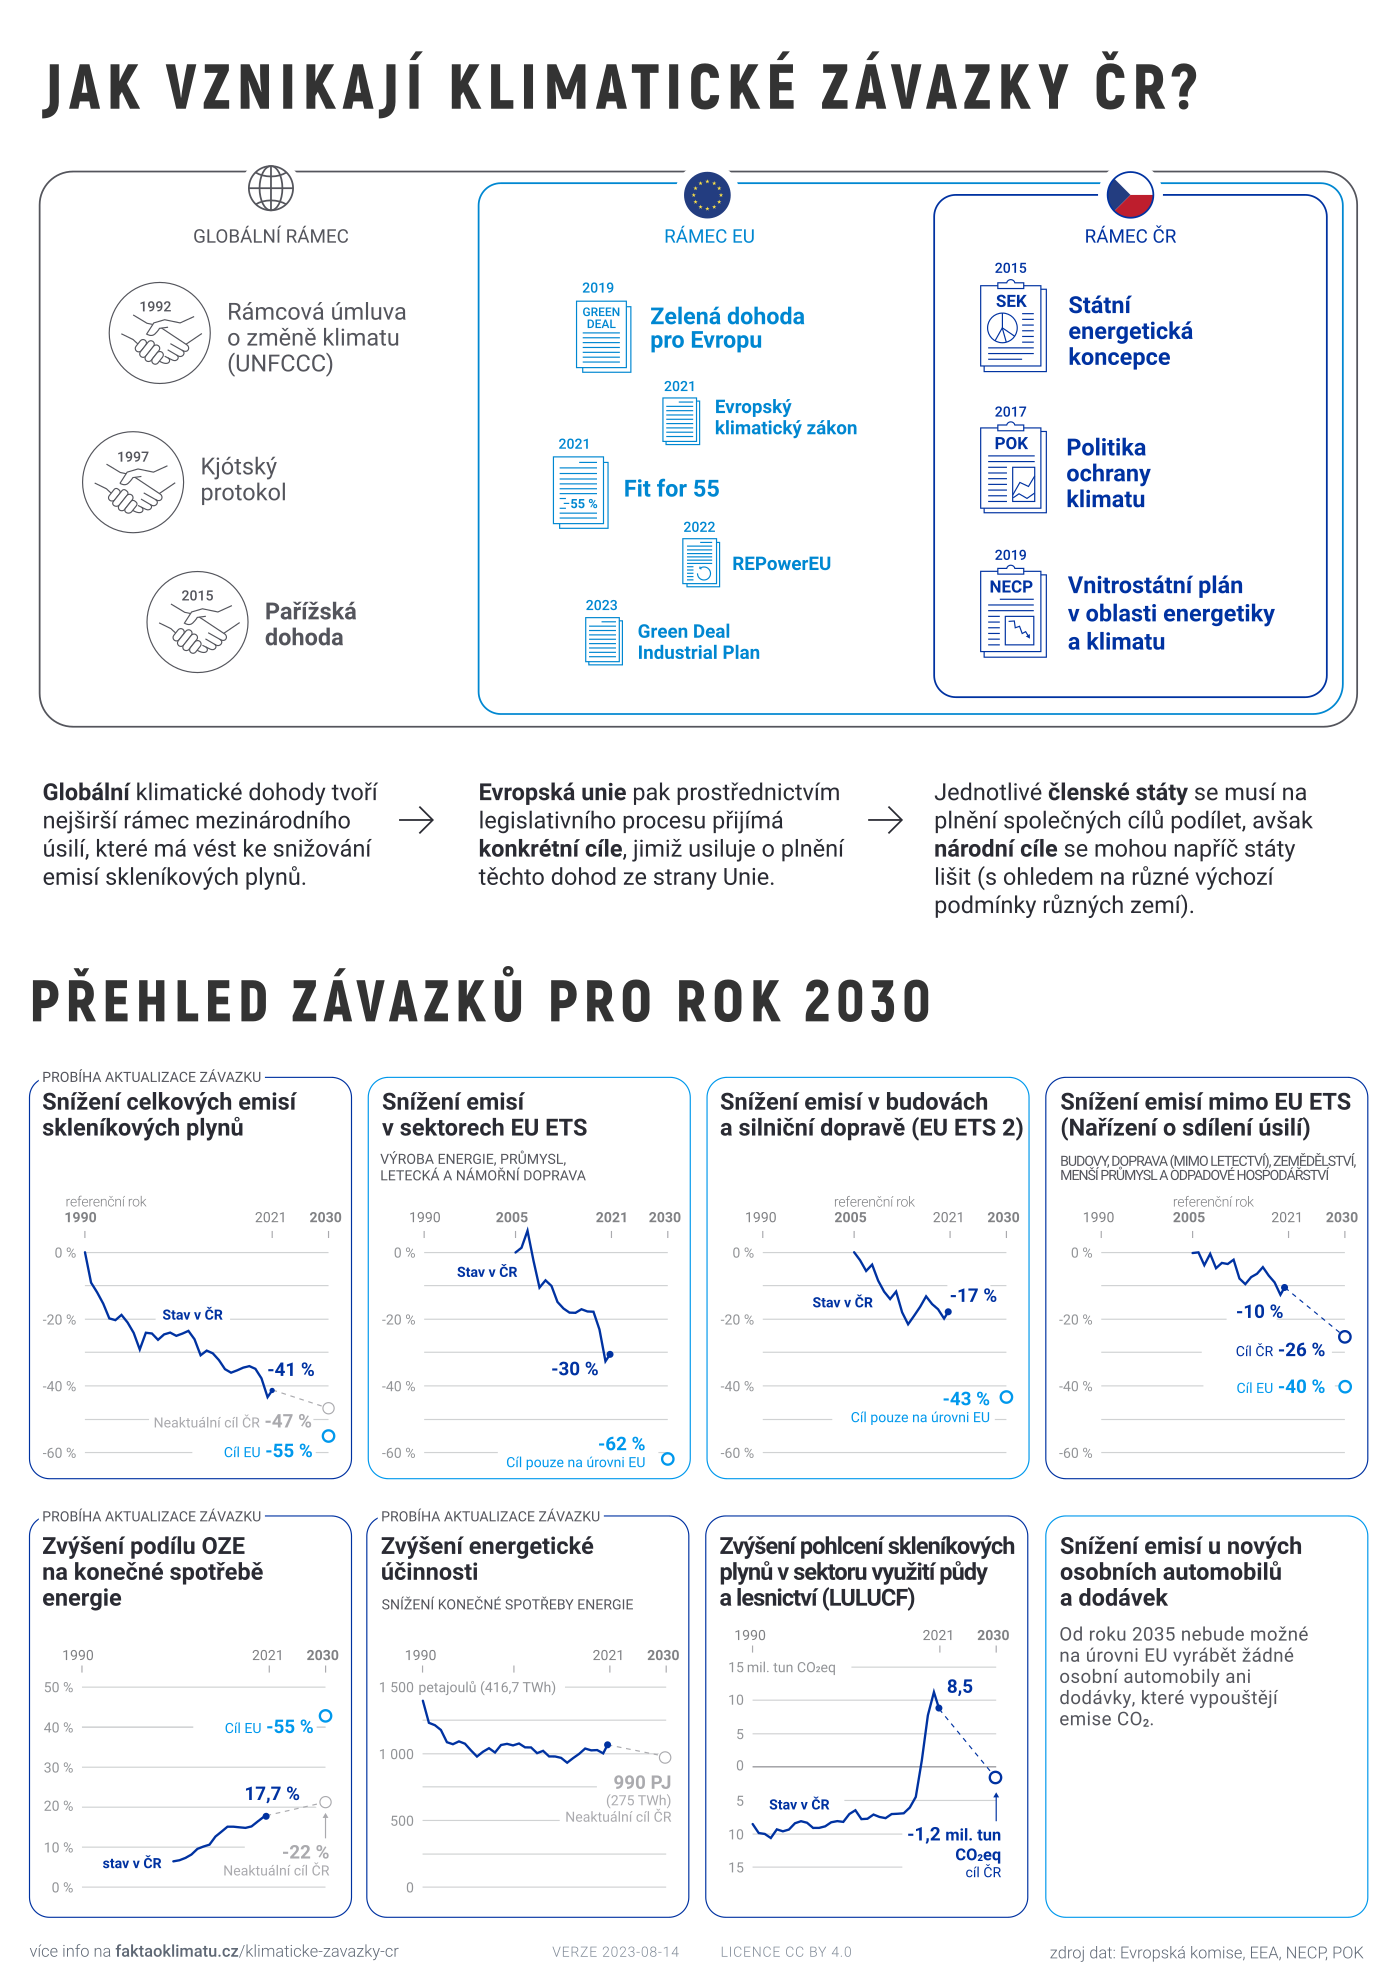 JAK VZNIKAJÍ KLIMATICKÉ ZÁVAZKY ČR?
GLOBÁLNÍ RÁMEC
1992
Rámcová úmluva
o změně klimatu
(UNFCCC)
1997
Kjótský
protokol
2015
Pařížská
dohoda
RÁMEC EU
2019
GREEN
DEAL
Zelená dohoda
pro Evropu
2021
Evropský
klimatický zákon
2021
-55 %
Fit for 55
2022
REPowerEU
2023
Green Deal
Industrial Plan
RÁMEC ČR
2015
SEK
Státní
energetická
koncepce
2017
POK
Politika
ochrany
klimatu
2019
NECP
Vnitrostátní plán
v oblasti energetiky
a klimatu
Globální klimatické dohody tvoří
nejširší rámec mezinárodního
úsilí, které má vést ke snižování
emisí skleníkových plynů.
Evropská unie pak prostřednictvím
legislativního procesu přijímá
konkrétní cíle, jimiž usiluje o plnění
těchto dohod ze strany Unie.
Jednotlivé členské státy se musí na
plnění společných cílů podílet, avšak
národní cíle se mohou napříč státy
lišit (s ohledem na různé výchozí
podmínky různých zemí).
PŘEHLED ZÁVAZKŮ PRO ROK 2030
PROBÍHA AKTUALIZACE ZÁVAZKU
Snížení celkových emisí
skleníkových plynů
referenční rok
1990 2021 2030
0 %
Stav v ČR
-20 %
-41 %
-40 %
Neaktuální cíl ČR -47 %
Cíl EU -55 %
-60 %
Snížení emisí
v sektorech EU ETS
VÝROBA ENERGIE, PRŮMYSL,
LETECKÁ A NÁMOŘNÍ DOPRAVA
1990 2005 2021 2030
0 %
Stav v ČR
-20 %
-30 %
-40 %
-62 %
-60 %
Cíl pouze na úrovni EU
Snížení emisí v budovách
a silniční dopravě (EU ETS 2)
referenční rok
1990 2005 2021 2030
0 %
-17 %
Stav v ČR
-20 %
-40 %
-43 %
Cíl pouze na úrovni EU
-60 %
Snížení emisí mimo EU ETS
(Nařízení o sdílení úsilí)
BUDOVY, DOPRAVA (MIMO LETECTVÍ), ZEMĚDĚLSTVÍ,
MENŠÍ PRŮMYSL A ODPADOVÉ HOSPODÁŘSTVÍ
referenční rok
1990 2005 2021 2030
0 %
-10 %
-20 %
Cíl ČR -26 %
-40 %
Cíl EU -40 %
-60 %
PROBÍHA AKTUALIZACE ZÁVAZKU
Zvýšení podílu OZE
na konečné spotřebě
energie
1990 2021 2030
50 %
40 %
Cíl EU -55 %
30 %
17,7 %
20 %
10 %
-22 %
stav v ČR
Neaktuální cíl ČR
0 %
PROBÍHA AKTUALIZACE ZÁVAZKU
Zvýšení energetické
účinnosti
SNÍŽENÍ KONEČNÉ SPOTŘEBY ENERGIE
1990 2021 2030
1 500 petajoulů (416,7 TWh)
1 000
990 PJ
(275 TWh)
Neaktuální cíl ČR
500
0
Zvýšení pohlcení skleníkových
plynů v sektoru využití půdy
a lesnictví (LULUCF)
1990 2021 2030
15 mil. tun CO₂eq
8,5
10
5
0
5
Stav v ČR
10
-1,2 mil. tun
CO₂eq
cíl ČR
15
Snížení emisí u nových
osobních automobilů
a dodávek
Od roku 2035 nebude možné
na úrovni EU vyrábět žádné
osobní automobily ani
dodávky, které vypouštějí
emise CO₂.
více info na faktaoklimatu.cz/klimaticke-zavazky-cr
VERZE 2023-08-14
LICENCE CC BY 4.0
zdroj dat: Evropská komise, EEA, NECP, POK